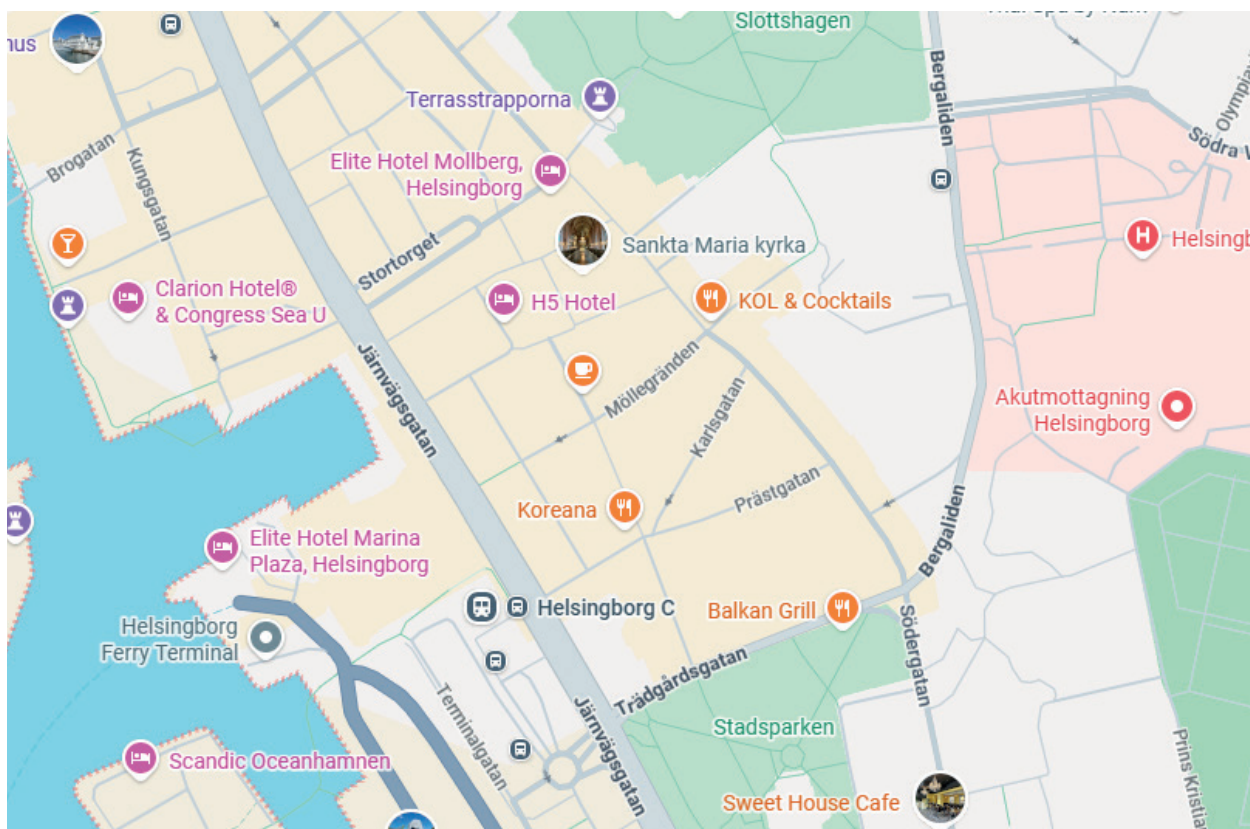 Slottshagen
Bergaliden
Terrasstrapporna
Brogatan
Kungsgatan
Elite Hotel Mollberg,
Helsingborg
Stortorget
Sankta Maria kyrka
H
Clarion Hotel®
& Congress Sea U
H5 Hotel
KOL & Cocktails
Järnvägsgatan
Möllegränden
Karlsgatan
Akutmottagning
Helsingborg
Prästgatan
Koreana
Bergaliden
Elite Hotel Marina
Plaza, Helsingborg
Helsingborg C
Balkan Grill
Helsingborg
Ferry Terminal
Södergatan
Trädgårdsgatan
Terminalgatan
Järnvägsgatan
Stadsparken
Scandic Oceanhamnen
Sweet House Cafe